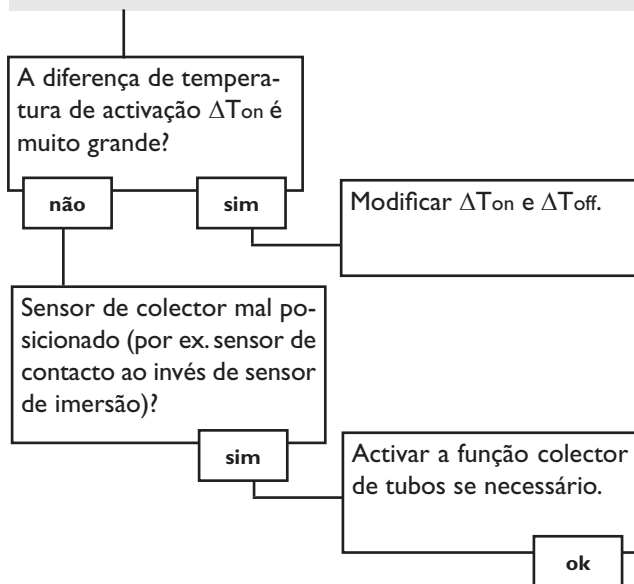 A diferença de tempera-
tura de activação ΔTon é
muito grande?
não
sim
Modificar ΔTon e ΔToff.
Sensor de colector mal po-
sicionado (por ex. sensor de
contacto ao invés de sensor
de imersão)?
sim
Activar a função colector
de tubos se necessário.
ok